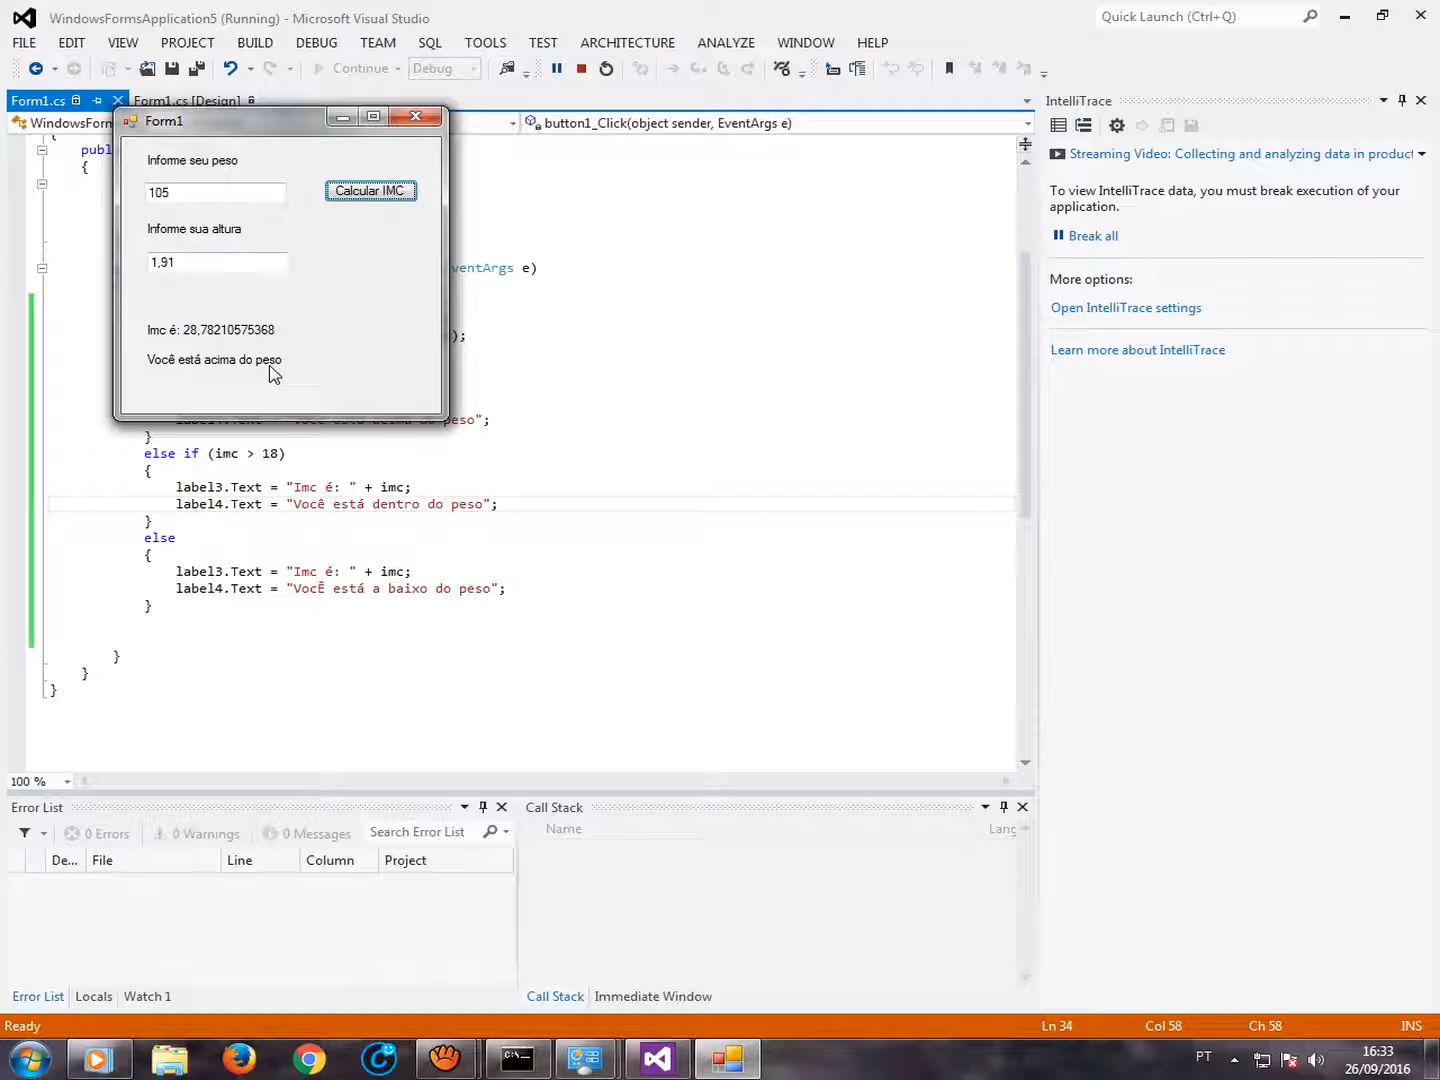 WindowsFormsApplication5 (Running) - Microsoft Visual Studio
Quick Launch (Ctrl+Q)
FILE EDIT VIEW PROJECT BUILD DEBUG TEAM SQL TOOLS TEST ARCHITECTURE ANALYZE WINDOW HELP
Continue Debug
Form1.cs Form1.cs [Design]
IntelliTrace
WindowsForm button1_Click(object sender, EventArgs e)
Form1
Informe seu peso
105
Calcular IMC
Informe sua altura
1,91
Imc é: 28,78210575368
Você está acima do peso
publ
{
ventArgs e)
);
peso";
}
else if (imc > 18)
{
label3.Text = "Imc é: " + imc;
label4.Text = "Você está dentro do peso";
}
else
{
label3.Text = "Imc é: " + imc;
label4.Text = "VocÊ está a baixo do peso";
}
}
}
}
Streaming Video: Collecting and analyzing data in product
To view IntelliTrace data, you must break execution of your
application.
Break all
More options:
Open IntelliTrace settings
Learn more about IntelliTrace
100 %
Error List
0 Errors 0 Warnings 0 Messages Search Error List
De... File Line Column Project
Call Stack
Name Lang
Error List Locals Watch 1
Call Stack Immediate Window
Ready Ln 34 Col 58 Ch 58 INS
PT
16:33
26/09/2016